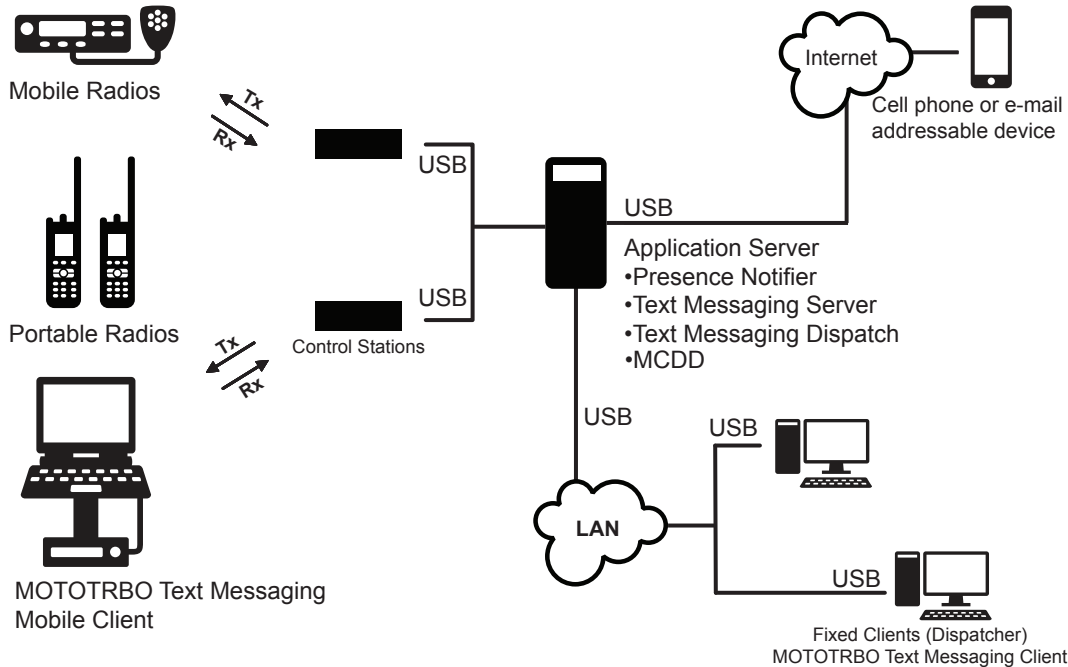 Mobile Radios
Tx
Rx
Portable Radios
Tx
Rx
MOTOTRBO Text Messaging
Mobile Client
USB
USB
Control Stations
Internet
Cell phone or e-mail
addressable device
USB
Application Server
•Presence Notifier
•Text Messaging Server
•Text Messaging Dispatch
•MCDD
USB
LAN
USB
USB
Fixed Clients (Dispatcher)
MOTOTRBO Text Messaging Client